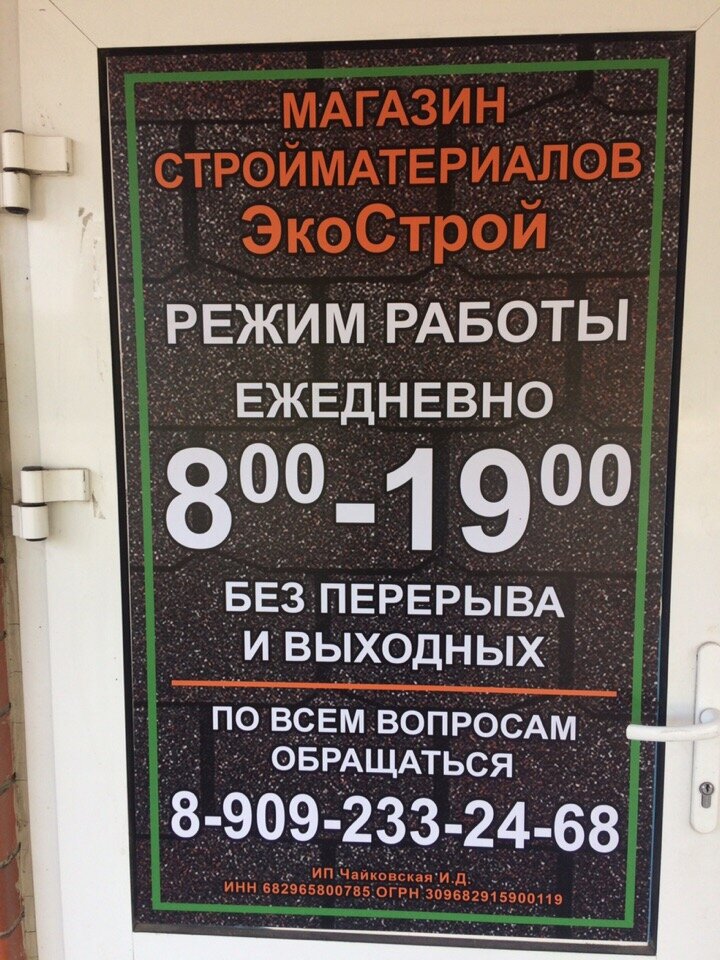 МАГАЗИН
СТРОЙМАТЕРИАЛОВ
ЭкоСтрой
РЕЖИМ РАБОТЫ
ЕЖЕДНЕВНО
8⁰⁰-19⁰⁰
БЕЗ ПЕРЕРЫВА
И ВЫХОДНЫХ
ПО ВСЕМ ВОПРОСАМ
ОБРАЩАТЬСЯ
8-909-233-24-68
ИП Чайковская И.Д.
ИНН 682965800785 ОГРН 309682915900119